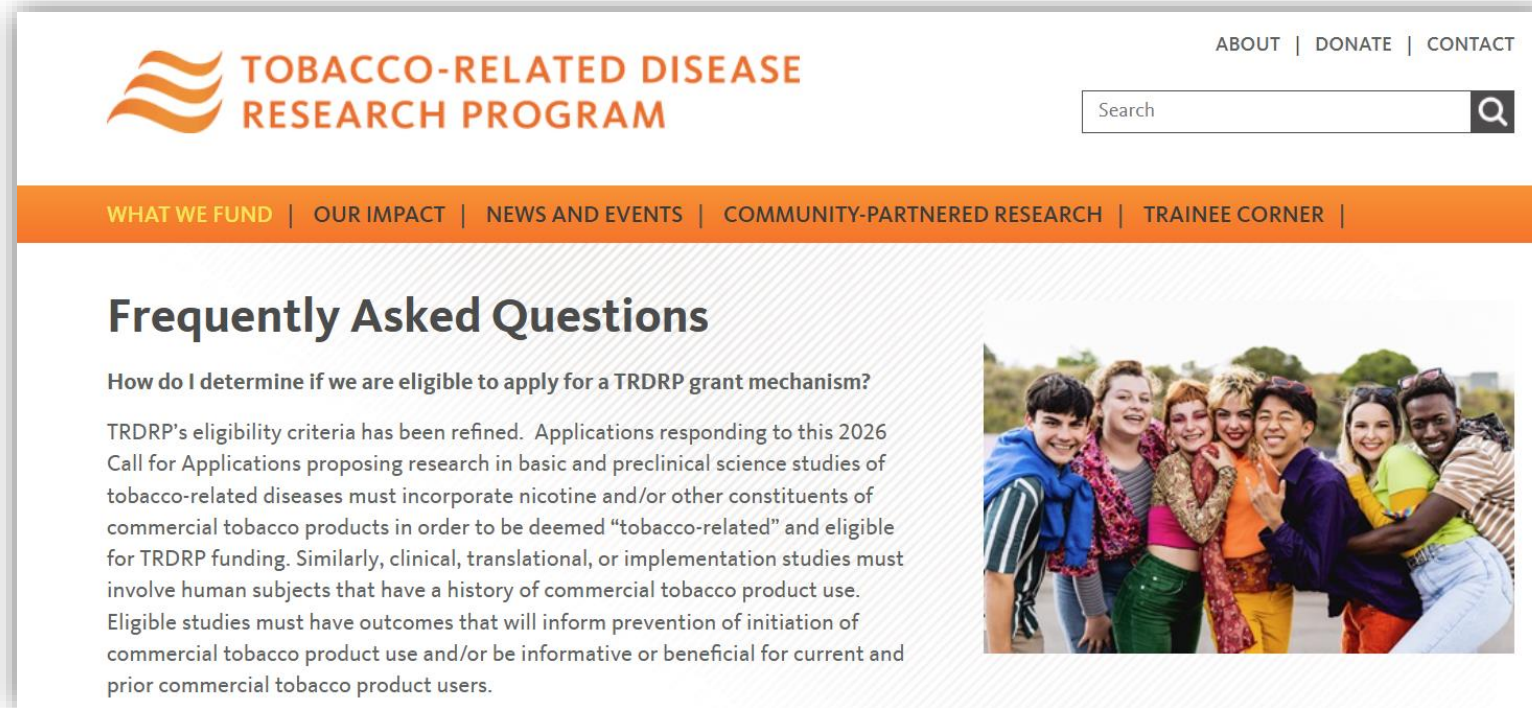 TOBACCO-RELATED DISEASE
RESEARCH PROGRAM
ABOUT | DONATE | CONTACT
Search
WHAT WE FUND | OUR IMPACT | NEWS AND EVENTS | COMMUNITY-PARTNERED RESEARCH | TRAINEE CORNER |
Frequently Asked Questions
How do I determine if we are eligible to apply for a TRDRP grant mechanism?
TRDRP’s eligibility criteria has been refined.  Applications responding to this 2026
Call for Applications proposing research in basic and preclinical science studies of
tobacco-related diseases must incorporate nicotine and/or other constituents of
commercial tobacco products in order to be deemed “tobacco-related” and eligible
for TRDRP funding. Similarly, clinical, translational, or implementation studies must
involve human subjects that have a history of commercial tobacco product use.
Eligible studies must have outcomes that will inform prevention of initiation of
commercial tobacco product use and/or be informative or beneficial for current and
prior commercial tobacco product users.